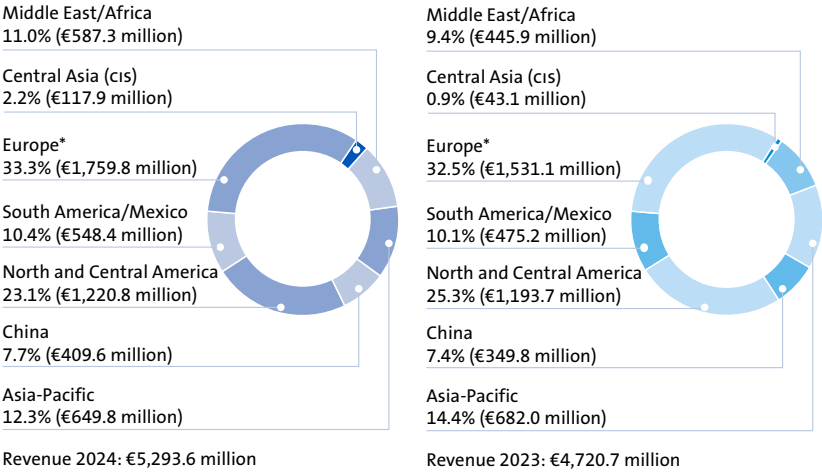 Middle East/Africa
11.0% (€587.3 million)
Central Asia (CIS)
2.2% (€117.9 million)
Europe*
33.3% (€1,759.8 million)
South America/Mexico
10.4% (€548.4 million)
North and Central America
23.1% (€1,220.8 million)
China
7.7% (€409.6 million)
Asia-Pacific
12.3% (€649.8 million)
Revenue 2024: €5,293.6 million
Middle East/Africa
9.4% (€445.9 million)
Central Asia (CIS)
0.9% (€43.1 million)
Europe*
32.5% (€1,531.1 million)
South America/Mexico
10.1% (€475.2 million)
North and Central America
25.3% (€1,193.7 million)
China
7.4% (€349.8 million)
Asia-Pacific
14.4% (€682.0 million)
Revenue 2023: €4,720.7 million